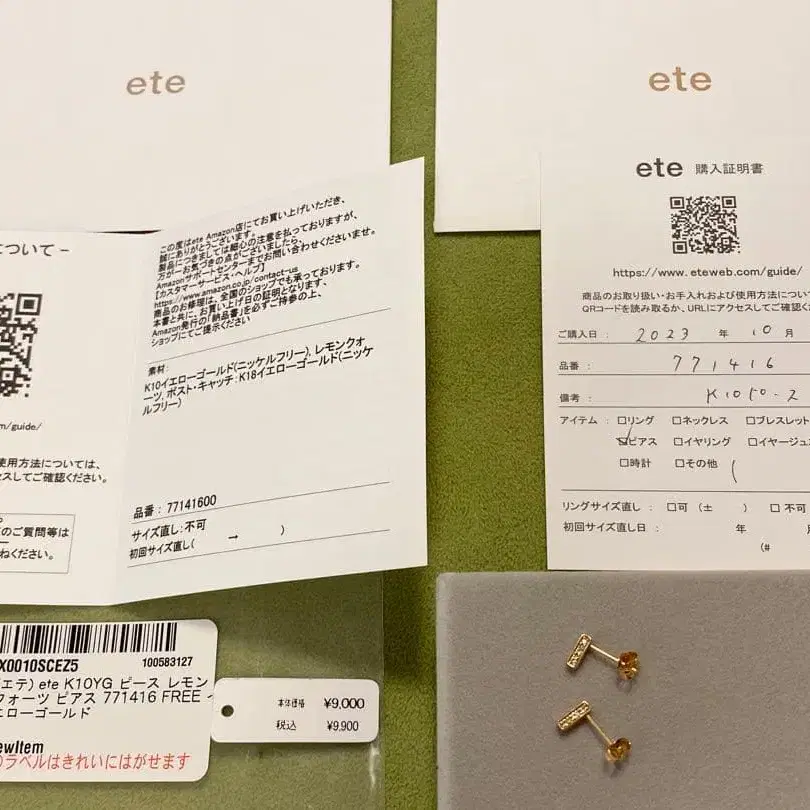 ete
ete
について -
m/guide/
使用方法については、
スしてご確認ください。
のご質問等は
ねください。
この度はete Amazon店にてお買い上げいただき、
誠にありがとうございます。
製品につきましては細心の注意を払っておりますが、
万が一お気づきの点がございましたら、
Amazonサポートセンターまでお問い合わせくださいませ。
【カスタマーサービス・ヘルプ】
https://www.amazon.co.jp/contact-us
商品の修理は、全国のショップでも承っております。
本書と共に、お買い上げ日の証明となります、
Amazon発行の「納品書」を必ずご持参の上、
ショップにてご提示ください
素材:
K10イエローゴールド(ニッケルフリー), レモンクォ
ーツ, ポスト・キャッチ:K18イエローゴールド(ニッケ
ルフリー)
品番 : 77141600
サイズ直し:不可
初回サイズ直し( → )
ete 購入証明書
https://www.eteweb.com/guide/
商品のお取り扱い・お手入れおよび使用方法につい
QRコードを読み取るか、URLにアクセスしてご確認くだ
ご購入日 : 2023 年 10 月
品番 : 771416
備考 :
アイテム : □リング □ネックレス □ブレスレット
□ピアス □イヤリング □イヤージュ
□時計 □その他 (
リングサイズ直し : □可 (± ) □不可
初回サイズ直し日 : 年 月
(#
X0010SCEZ5
100583127
エテ) ete K10YG ピース レモン
クォーツ ピアス 771416 FREE
エローゴールド
ewItem
ラベルはきれいにはがせます
本体価格 ¥9,000
税込 ¥9,900